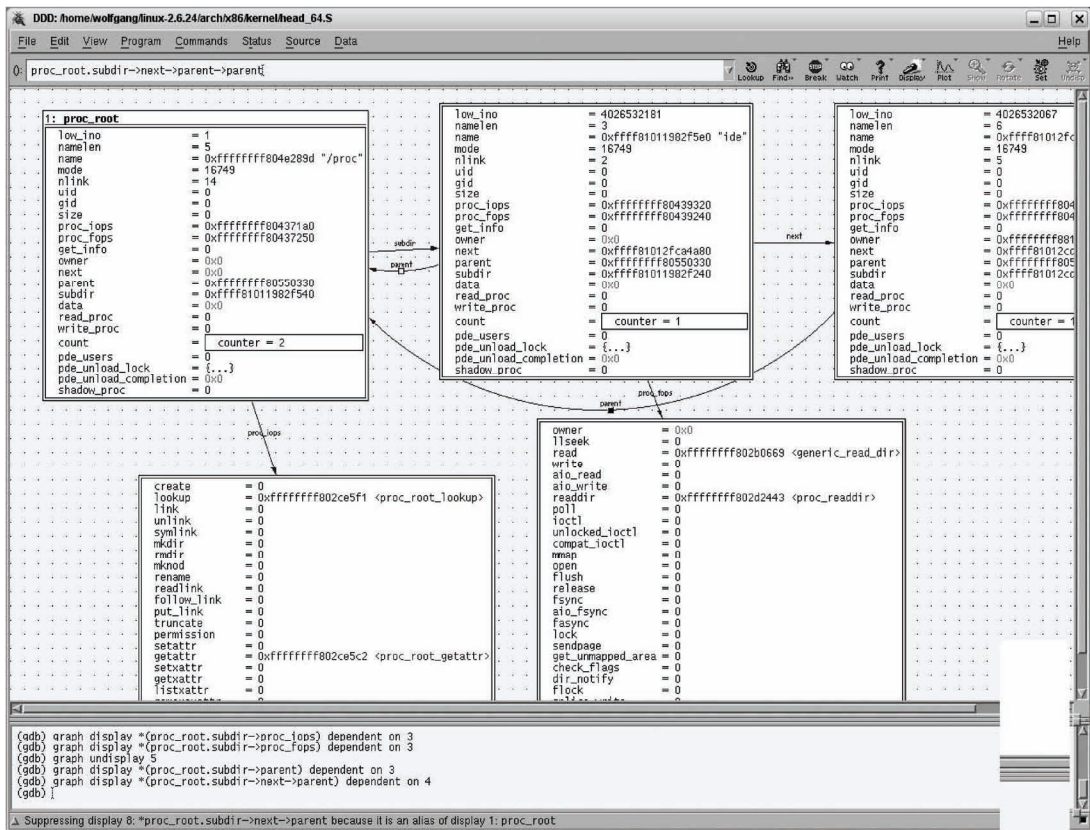 DDD: /home/wolfgang/linux-2.6.24/arch/x86/kernel/head_64.S
File Edit View Program Commands Status Source Data Help
(): proc_root.subdir->next->parent->parent
Lookup Find» Break Watch Print Display Plot Show Rotate Set Undisp
1: proc_root
low_ino = 1
namelen = 5
name = 0xffffffff804e289d "/proc"
mode = 16749
nlink = 14
uid = 0
gid = 0
size = 0
proc_iops = 0xffffffff804371a0
proc_fops = 0xffffffff80437250
get_info = 0
owner = 0x0
next = 0x0
parent = 0xffffffff80550330
subdir = 0xffff81011982f540
data = 0x0
read_proc = 0
write_proc = 0
count = counter = 2
pde_users = 0
pde_unload_lock = {...}
pde_unload_completion = 0x0
shadow_proc = 0
subdir
parent
low_ino = 4026532181
namelen = 3
name = 0xffff81011982f5e0 "ide"
mode = 16749
nlink = 2
uid = 0
gid = 0
size = 0
proc_iops = 0xffffffff80439320
proc_fops = 0xffffffff80439240
get_info = 0
owner = 0x0
next = 0xffff81012fca4a80
parent = 0xffffffff80550330
subdir = 0xffff81011982f240
data = 0x0
read_proc = 0
write_proc = 0
count = counter = 1
pde_users = 0
pde_unload_lock = {...}
pde_unload_completion = 0x0
shadow_proc = 0
next
low_ino = 4026532067
namelen = 6
name = 0xffff81012fc
mode = 16749
nlink = 5
uid = 0
gid = 0
size = 0
proc_iops = 0xffffffff804
proc_fops = 0xffffffff804
get_info = 0
owner = 0xffffffff881
next = 0xffff81012cc
parent = 0xffffffff805
subdir = 0xffff81012cc
data = 0x0
read_proc = 0
write_proc = 0
count = counter = 1
pde_users = 0
pde_unload_lock = {...}
pde_unload_completion = 0x0
shadow_proc = 0
parent
proc_fops
proc_iops
create = 0
lookup = 0xffffffff802ce5f1 <proc_root_lookup>
link = 0
unlink = 0
symlink = 0
mkdir = 0
rmdir = 0
mknod = 0
rename = 0
readlink = 0
follow_link = 0
put_link = 0
truncate = 0
permission = 0
setattr = 0
getattr = 0xffffffff802ce5c2 <proc_root_getattr>
setxattr = 0
getxattr = 0
listxattr = 0
owner = 0x0
llseek = 0
read = 0xffffffff802b0669 <generic_read_dir>
write = 0
aio_read = 0
aio_write = 0
readdir = 0xffffffff802d2443 <proc_readdir>
poll = 0
ioctl = 0
unlocked_ioctl = 0
compat_ioctl = 0
mmap = 0
open = 0
flush = 0
release = 0
fsync = 0
aio_fsync = 0
fasync = 0
lock = 0
sendpage = 0
get_unmapped_area = 0
check_flags = 0
dir_notify = 0
flock = 0
(gdb) graph display *(proc_root.subdir->proc_iops) dependent on 3
(gdb) graph display *(proc_root.subdir->proc_fops) dependent on 3
(gdb) graph undisplay 5
(gdb) graph display *(proc_root.subdir->parent) dependent on 3
(gdb) graph display *(proc_root.subdir->next->parent) dependent on 4
(gdb)
Suppressing display 8: *proc_root.subdir->next->parent because it is an alias of display 1: proc_root